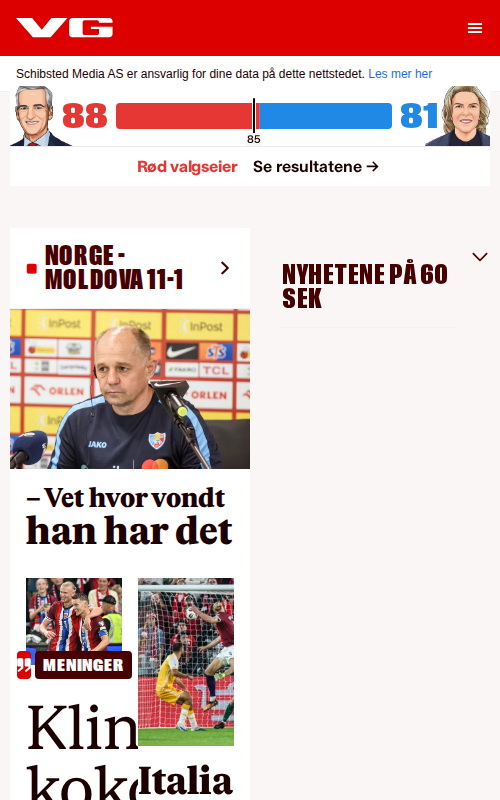 VG
Schibsted Media AS er ansvarlig for dine data på dette nettstedet. Les mer her
88
81
85
Rød valgseier Se resultatene →
NORGE -
MOLDOVA 11-1
NYHETENE PÅ 60
SEK
InPost
InPost
InPost
ORLEN
TCL
JAKO
– Vet hvor vondt
han har det
MENINGER
Klin
Italia